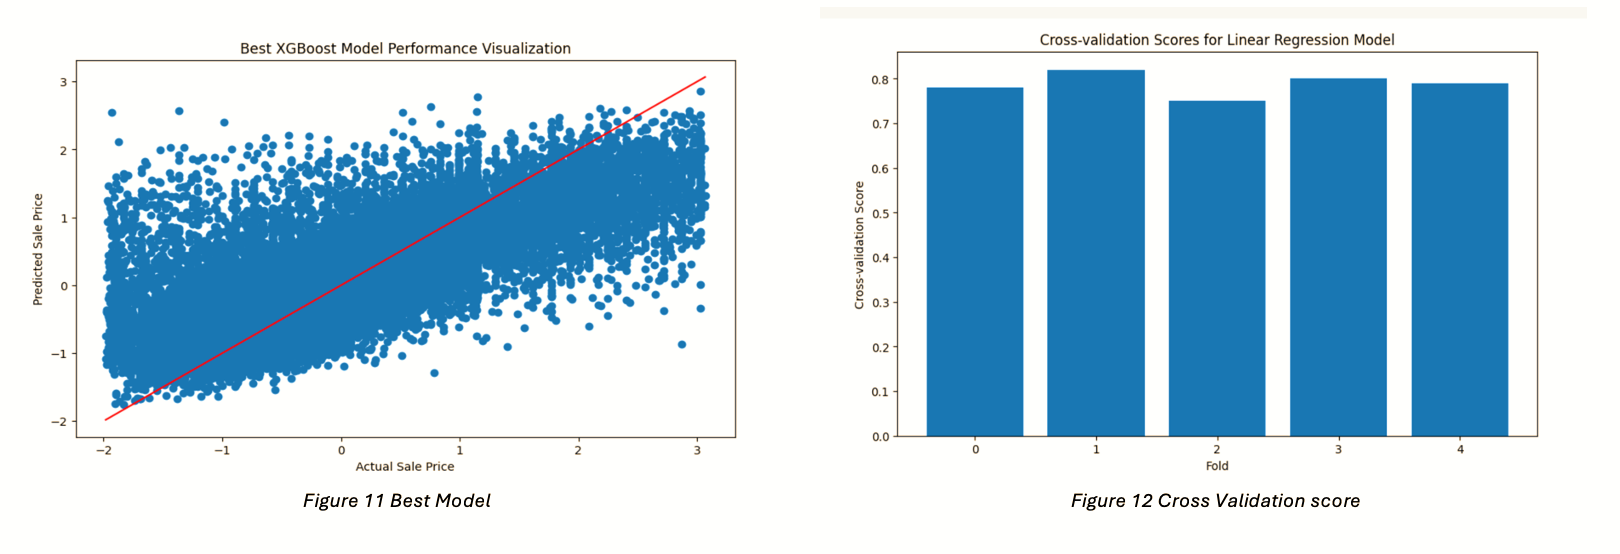 Best XGBoost Model Performance Visualization
3
2
1
0
−1
−2
Predicted Sale Price
−2 −1 0 1 2 3
Actual Sale Price
Figure 11 Best Model
Cross-validation Scores for Linear Regression Model
0.8
0.7
0.6
0.5
0.4
0.3
0.2
0.1
0.0
Cross-validation Score
0 1 2 3 4
Fold
Figure 12 Cross Validation score